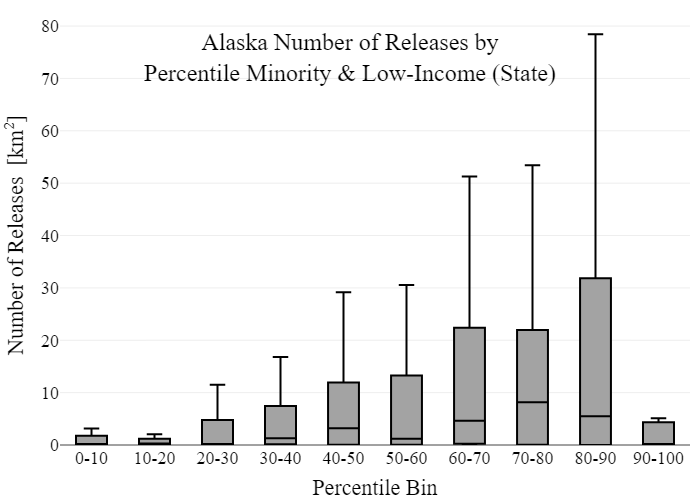 Alaska Number of Releases by
Percentile Minority & Low-Income (State)
Number of Releases [km²]
80
70
60
50
40
30
20
10
0
0-10 10-20 20-30 30-40 40-50 50-60 60-70 70-80 80-90 90-100
Percentile Bin